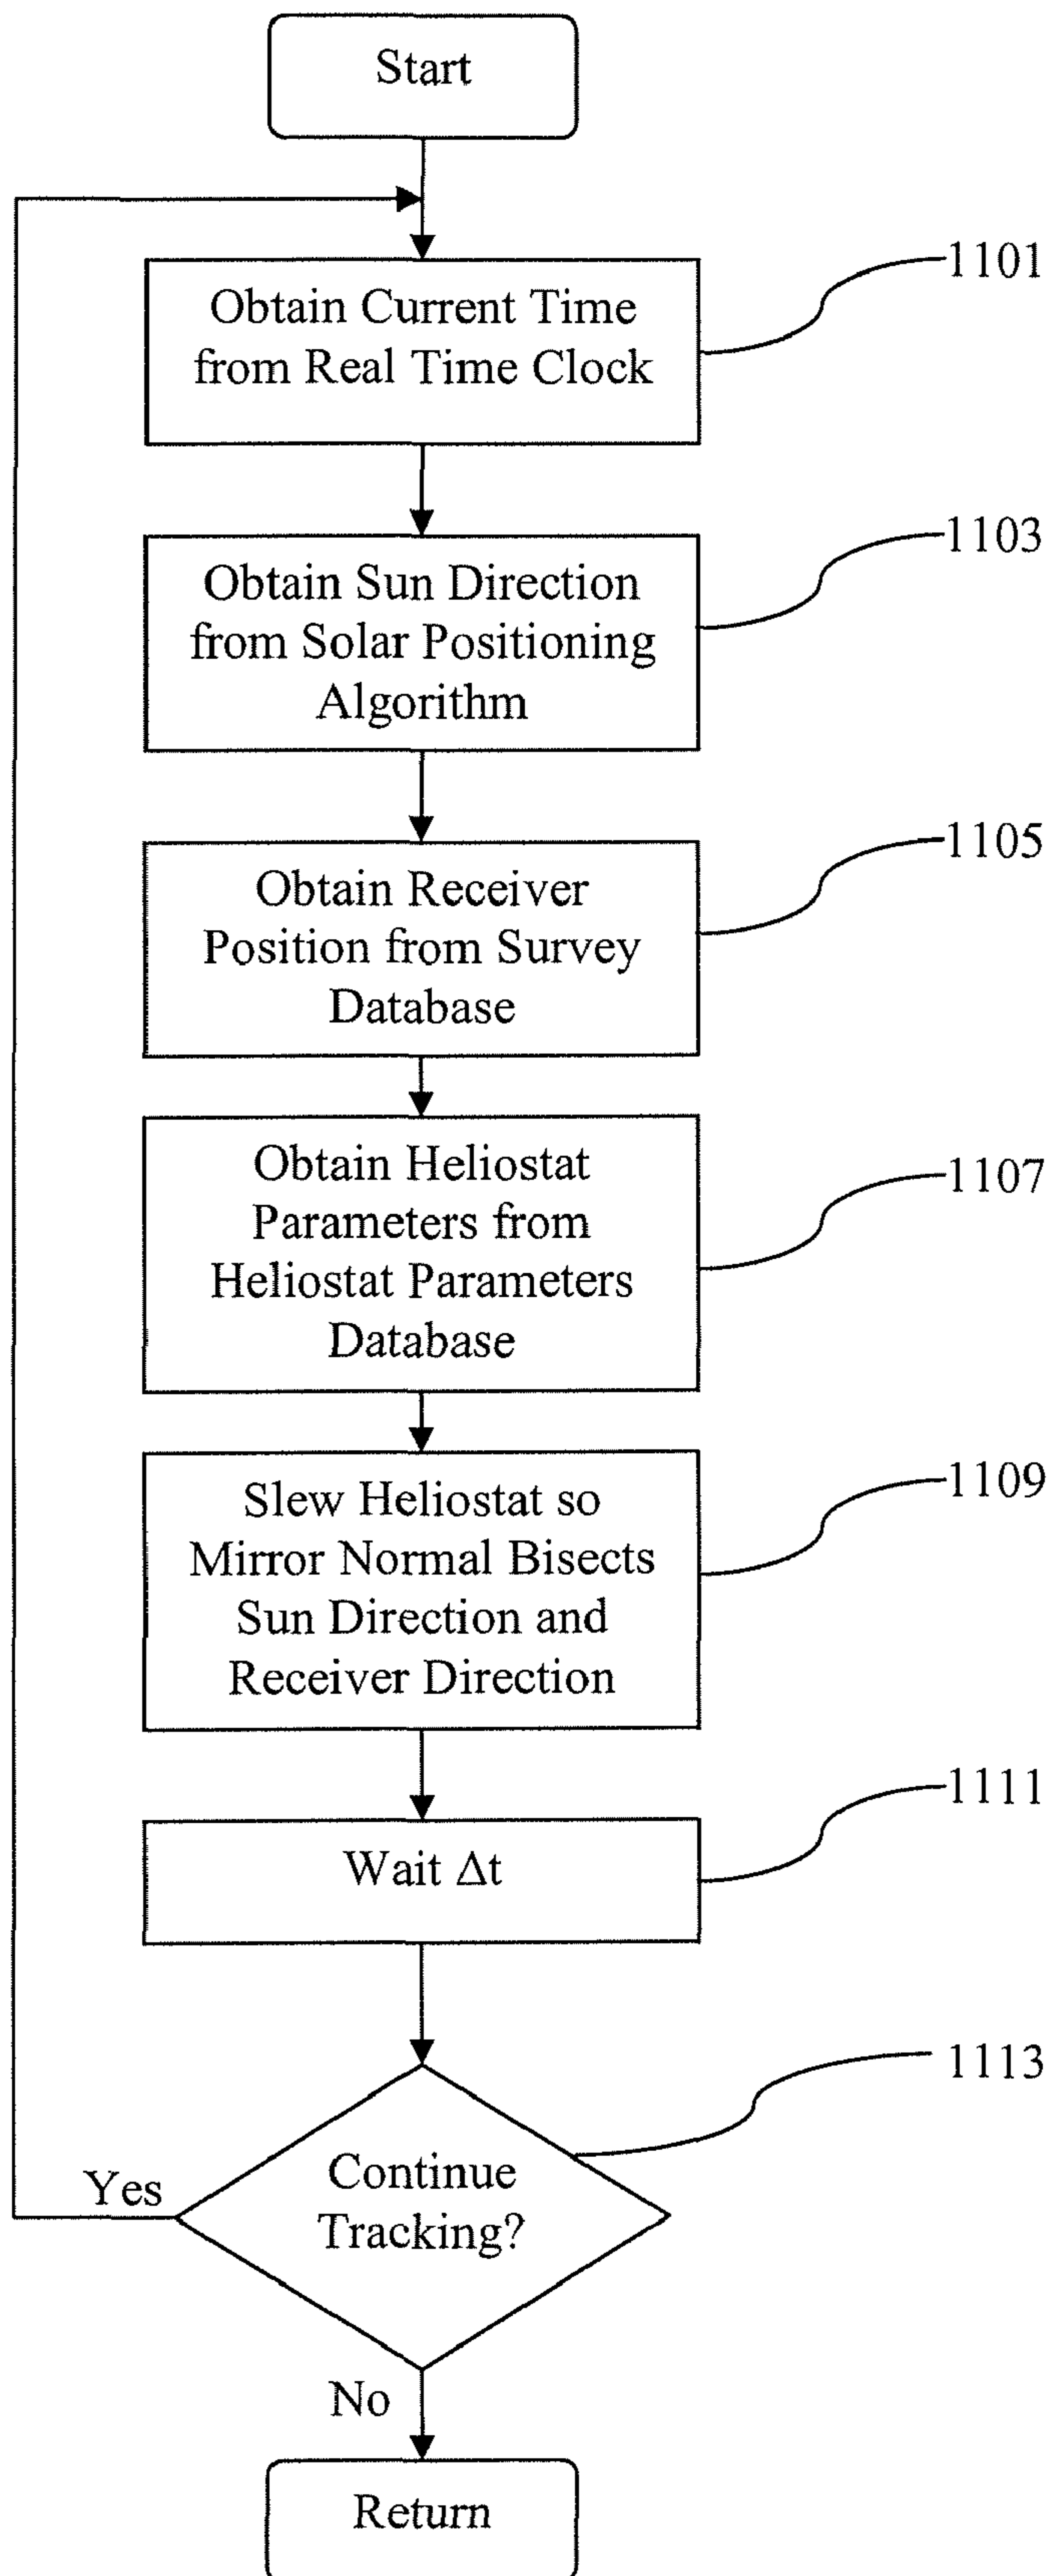 Start
1101
Obtain Current Time
from Real Time Clock
1103
Obtain Sun Direction
from Solar Positioning
Algorithm
1105
Obtain Receiver
Position from Survey
Database
1107
Obtain Heliostat
Parameters from
Heliostat Parameters
Database
1109
Slew Heliostat so
Mirror Normal Bisects
Sun Direction and
Receiver Direction
1111
Wait Δt
1113
Continue
Tracking?
Yes
No
Return